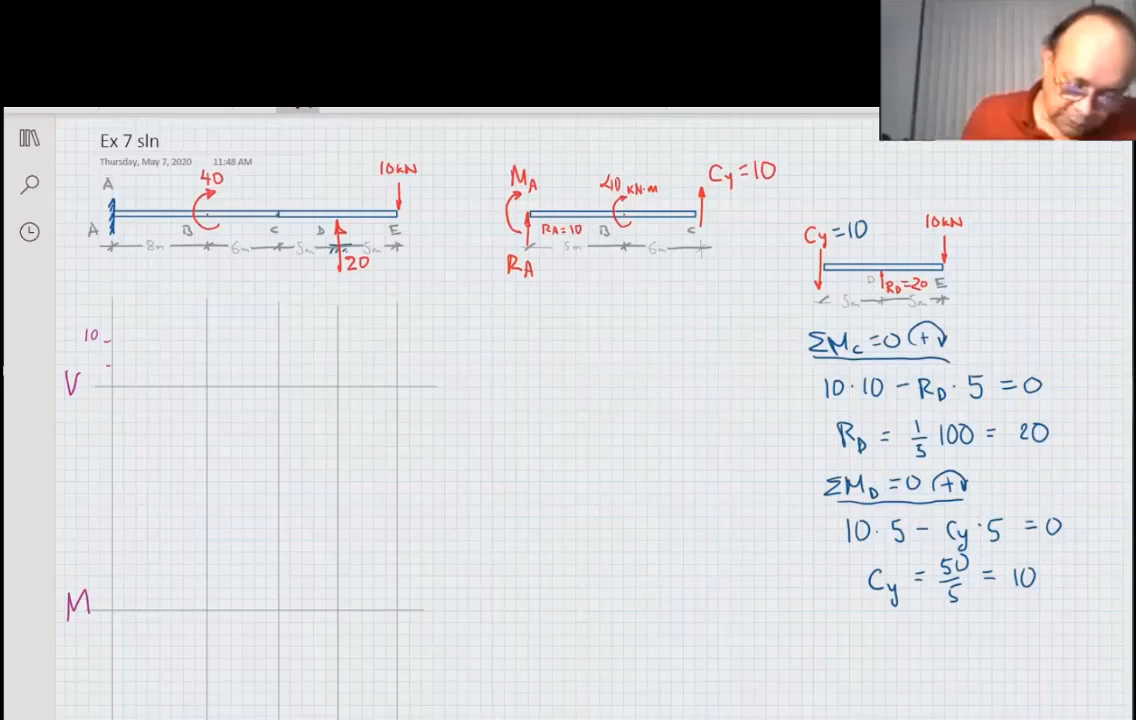 Ex 7 sln
Thursday, May 7, 2020 11:48 AM
A
40
10kN
A B C D E
8m 6m 5m 5m
20
MA
40 KN·m
Cy = 10
RA=10 B C
5m 6m
RA
Cy = 10
10kN
D RD=20 E
5m 5m
ΣMC = 0 (+
10·10 − RD·5 = 0
RD = 1/5 100 = 20
ΣMD = 0 (+
10·5 − Cy·5 = 0
Cy = 50/5 = 10
10
V
M